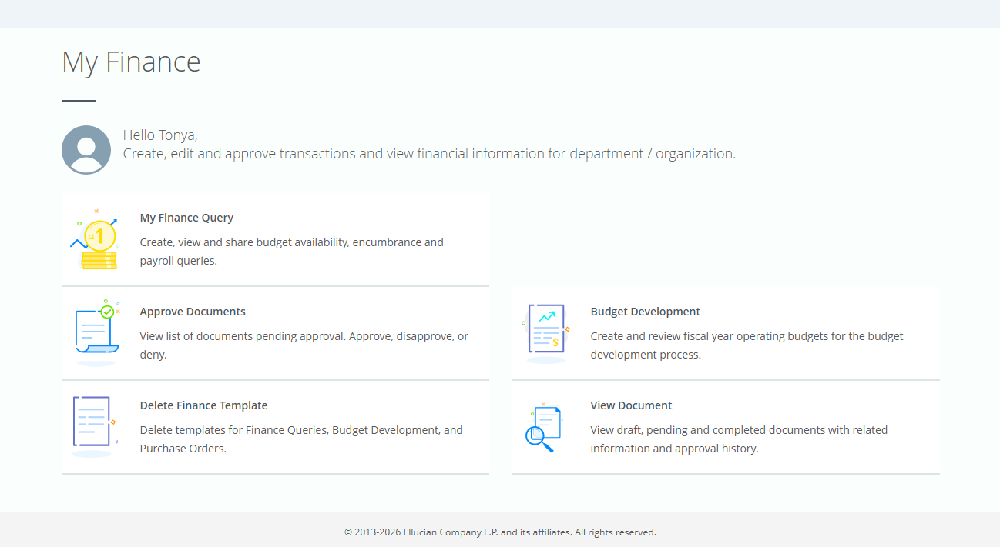 My Finance
Hello Tonya,
Create, edit and approve transactions and view financial information for department / organization.
My Finance Query
Create, view and share budget availability, encumbrance and
payroll queries.
Approve Documents
View list of documents pending approval. Approve, disapprove, or
deny.
Budget Development
Create and review fiscal year operating budgets for the budget
development process.
Delete Finance Template
Delete templates for Finance Queries, Budget Development, and
Purchase Orders.
View Document
View draft, pending and completed documents with related
information and approval history.
© 2013-2026 Ellucian Company L.P. and its affiliates. All rights reserved.